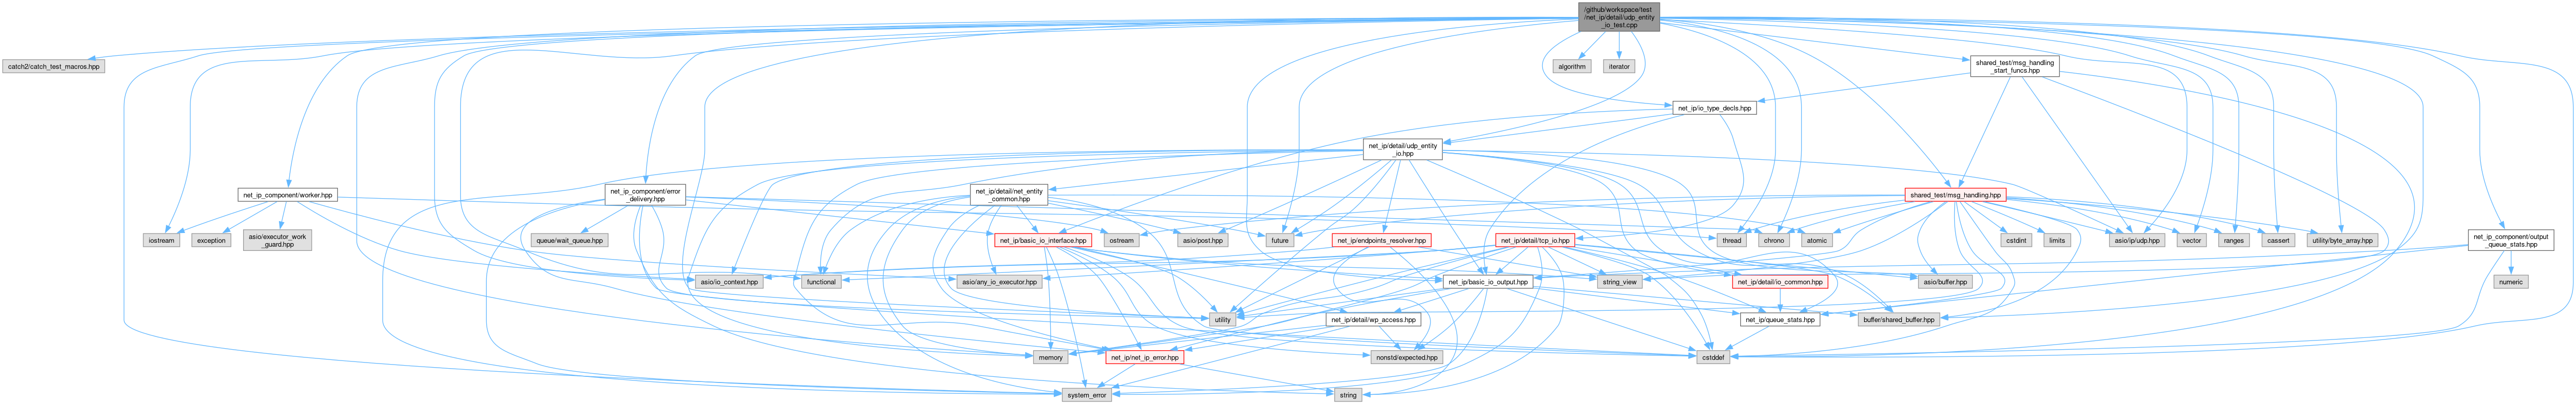 /github/workspace/test
/net_ip/detail/udp_entity
_io_test.cpp
catch2/catch_test_macros.hpp
algorithm
iterator
shared_test/msg_handling
_start_funcs.hpp
net_ip/io_type_decls.hpp
net_ip/detail/udp_entity
_io.hpp
net_ip_component/worker.hpp
net_ip_component/error
_delivery.hpp
net_ip/detail/net_entity
_common.hpp
shared_test/msg_handling.hpp
iostream
exception
asio/executor_work
_guard.hpp
queue/wait_queue.hpp
net_ip/basic_io_interface.hpp
ostream
asio/post.hpp
future
net_ip/endpoints_resolver.hpp
net_ip/detail/tcp_io.hpp
thread
chrono
atomic
cstdint
limits
asio/ip/udp.hpp
vector
ranges
cassert
utility/byte_array.hpp
net_ip_component/output
_queue_stats.hpp
asio/io_context.hpp
functional
asio/any_io_executor.hpp
net_ip/basic_io_output.hpp
string_view
net_ip/detail/io_common.hpp
asio/buffer.hpp
numeric
utility
net_ip/detail/wp_access.hpp
net_ip/queue_stats.hpp
buffer/shared_buffer.hpp
memory
net_ip/net_ip_error.hpp
nonstd/expected.hpp
cstddef
system_error
string